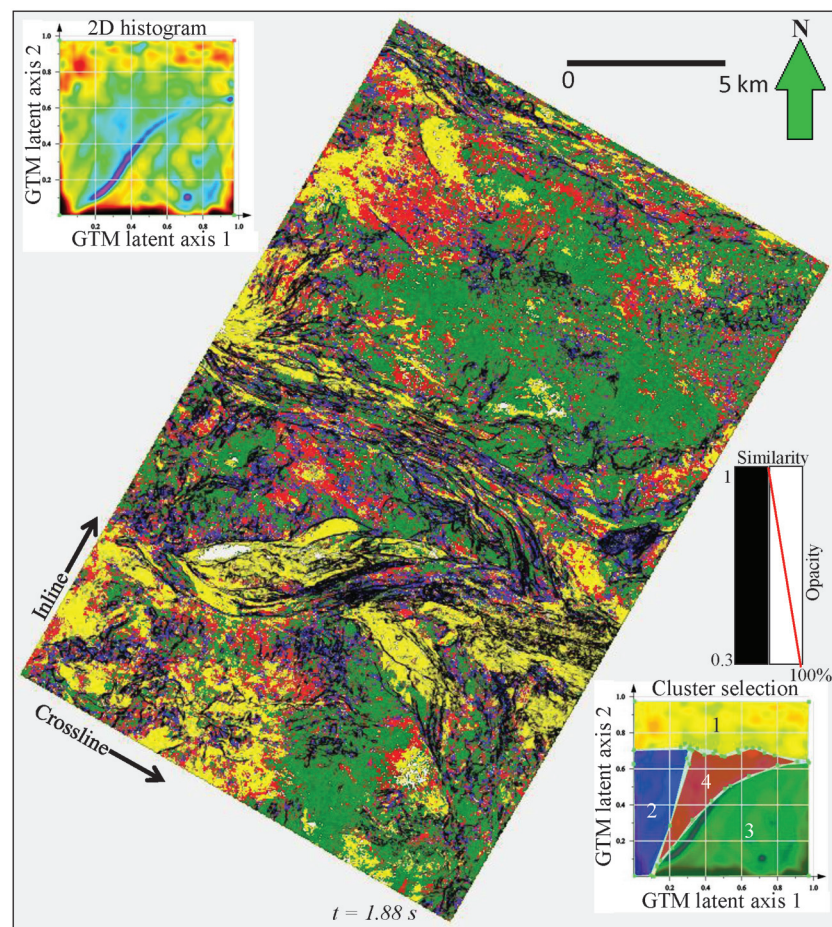 2D histogram
1.0
0.8
0.6
0.4
0.2
GTM latent axis 2
0.2 0.4 0.6 0.8 1.0
GTM latent axis 1
N
0 5 km
Similarity
1
0.3
Opacity
100%
Inline
Crossline
t = 1.88 s
Cluster selection
1.0
0.8
0.6
0.4
0.2
GTM latent axis 2
1
2
4
3
0.2 0.4 0.6 0.8 1.0
GTM latent axis 1